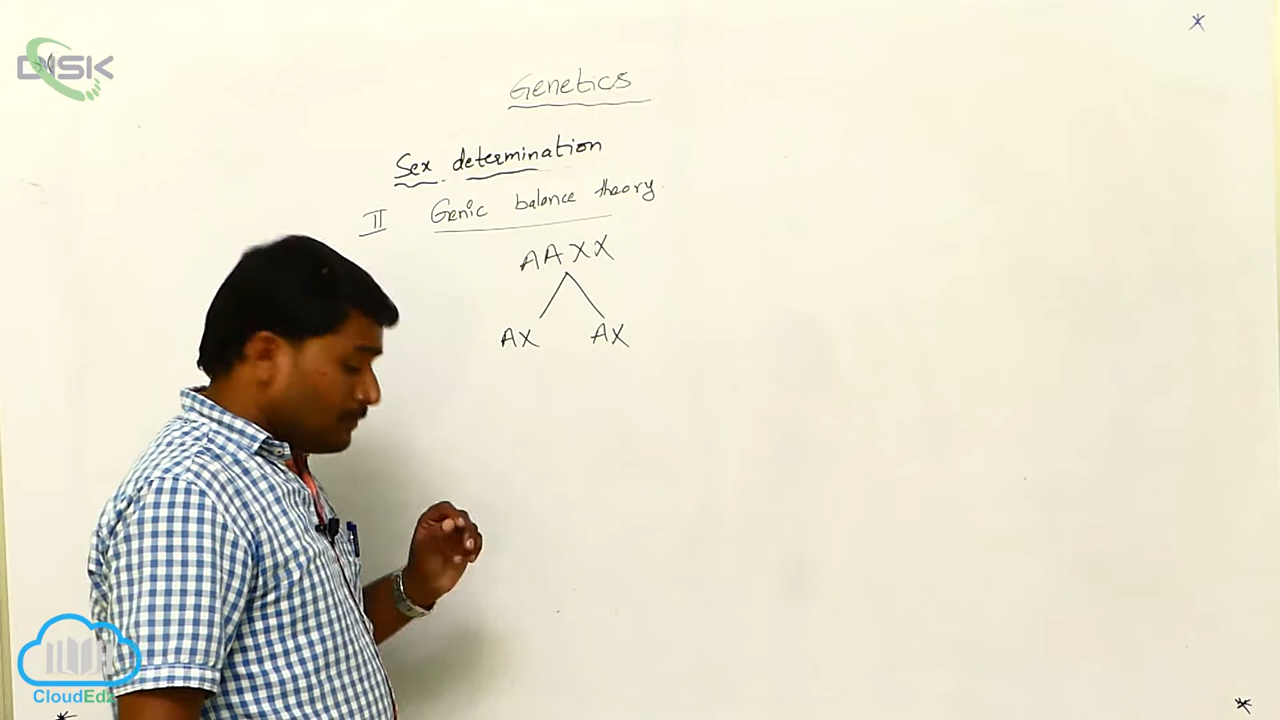 DISK
Genetics
Sex determination
II Genic balance theory
AAXX
AX AX
CloudEdz